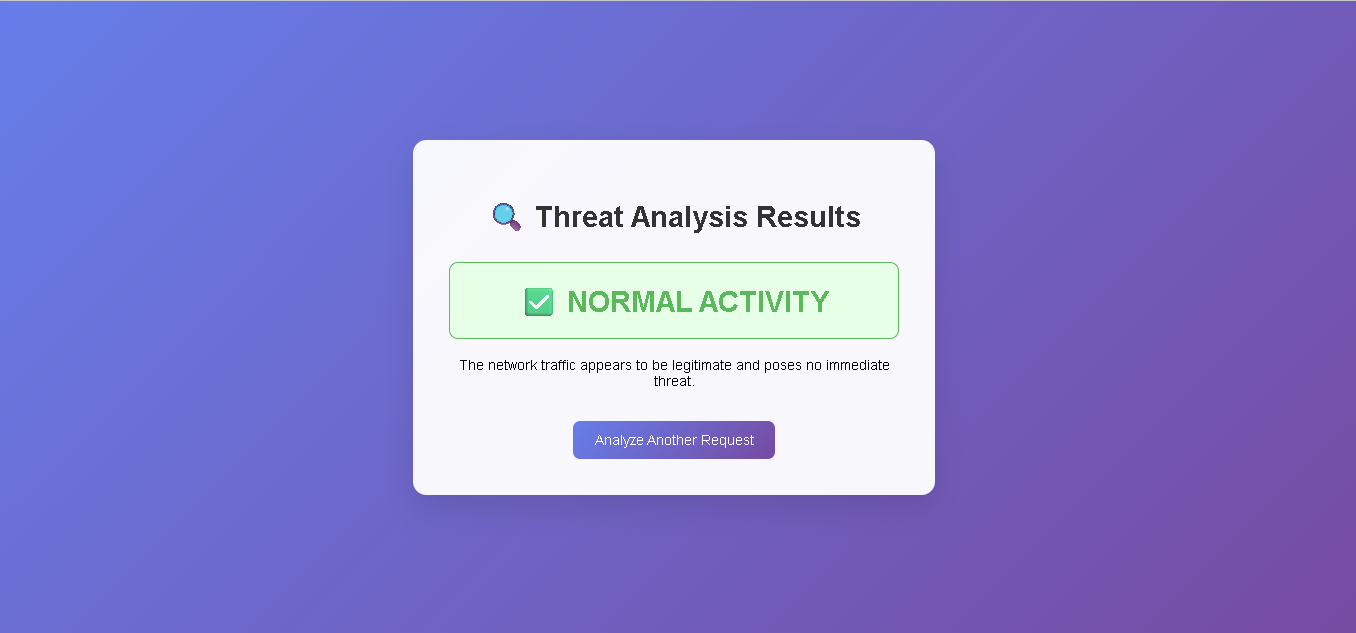 🔍 Threat Analysis Results
✅ NORMAL ACTIVITY
The network traffic appears to be legitimate and poses no immediate
threat.
Analyze Another Request